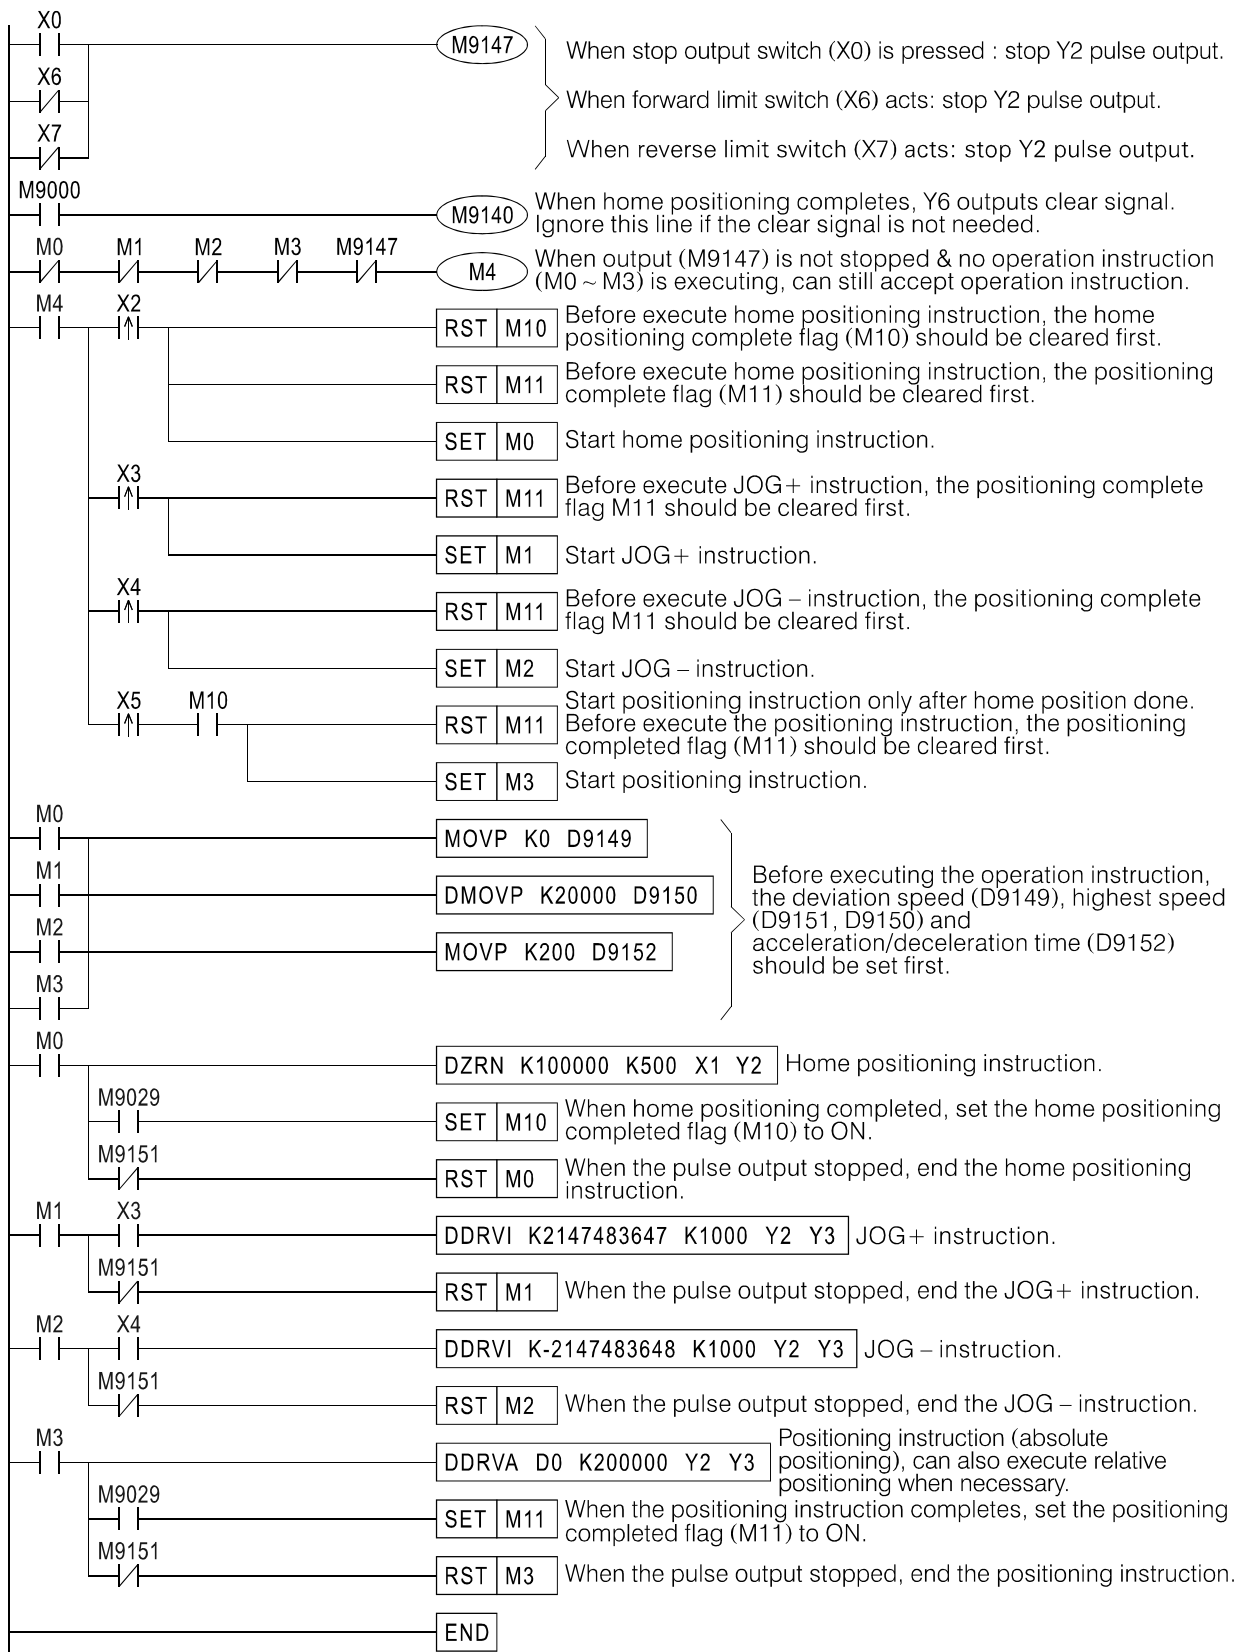 X0
M9147
When stop output switch (X0) is pressed : stop Y2 pulse output.
X6
When forward limit switch (X6) acts: stop Y2 pulse output.
X7
When reverse limit switch (X7) acts: stop Y2 pulse output.
M9000
M9140
When home positioning completes, Y6 outputs clear signal.
Ignore this line if the clear signal is not needed.
M0 M1 M2 M3 M9147
M4
When output (M9147) is not stopped & no operation instruction
(M0 ~ M3) is executing, can still accept operation instruction.
M4 X2
RST M10
Before execute home positioning instruction, the home
positioning complete flag (M10) should be cleared first.
RST M11
Before execute home positioning instruction, the positioning
complete flag (M11) should be cleared first.
SET M0
Start home positioning instruction.
X3
RST M11
Before execute JOG+ instruction, the positioning complete
flag M11 should be cleared first.
SET M1
Start JOG+ instruction.
X4
RST M11
Before execute JOG – instruction, the positioning complete
flag M11 should be cleared first.
SET M2
Start JOG – instruction.
X5 M10
RST M11
Start positioning instruction only after home position done.
Before execute the positioning instruction, the positioning
completed flag (M11) should be cleared first.
SET M3
Start positioning instruction.
M0
MOVP K0 D9149
M1
DMOVP K20000 D9150
M2
MOVP K200 D9152
M3
Before executing the operation instruction,
the deviation speed (D9149), highest speed
(D9151, D9150) and
acceleration/deceleration time (D9152)
should be set first.
M0
DZRN K100000 K500 X1 Y2
Home positioning instruction.
M9029
SET M10
When home positioning completed, set the home positioning
completed flag (M10) to ON.
M9151
RST M0
When the pulse output stopped, end the home positioning
instruction.
M1 X3
DDRVI K2147483647 K1000 Y2 Y3
JOG+ instruction.
M9151
RST M1
When the pulse output stopped, end the JOG+ instruction.
M2 X4
DDRVI K-2147483648 K1000 Y2 Y3
JOG – instruction.
M9151
RST M2
When the pulse output stopped, end the JOG – instruction.
M3
DDRVA D0 K200000 Y2 Y3
Positioning instruction (absolute
positioning), can also execute relative
positioning when necessary.
M9029
SET M11
When the positioning instruction completes, set the positioning
completed flag (M11) to ON.
M9151
RST M3
When the pulse output stopped, end the positioning instruction.
END